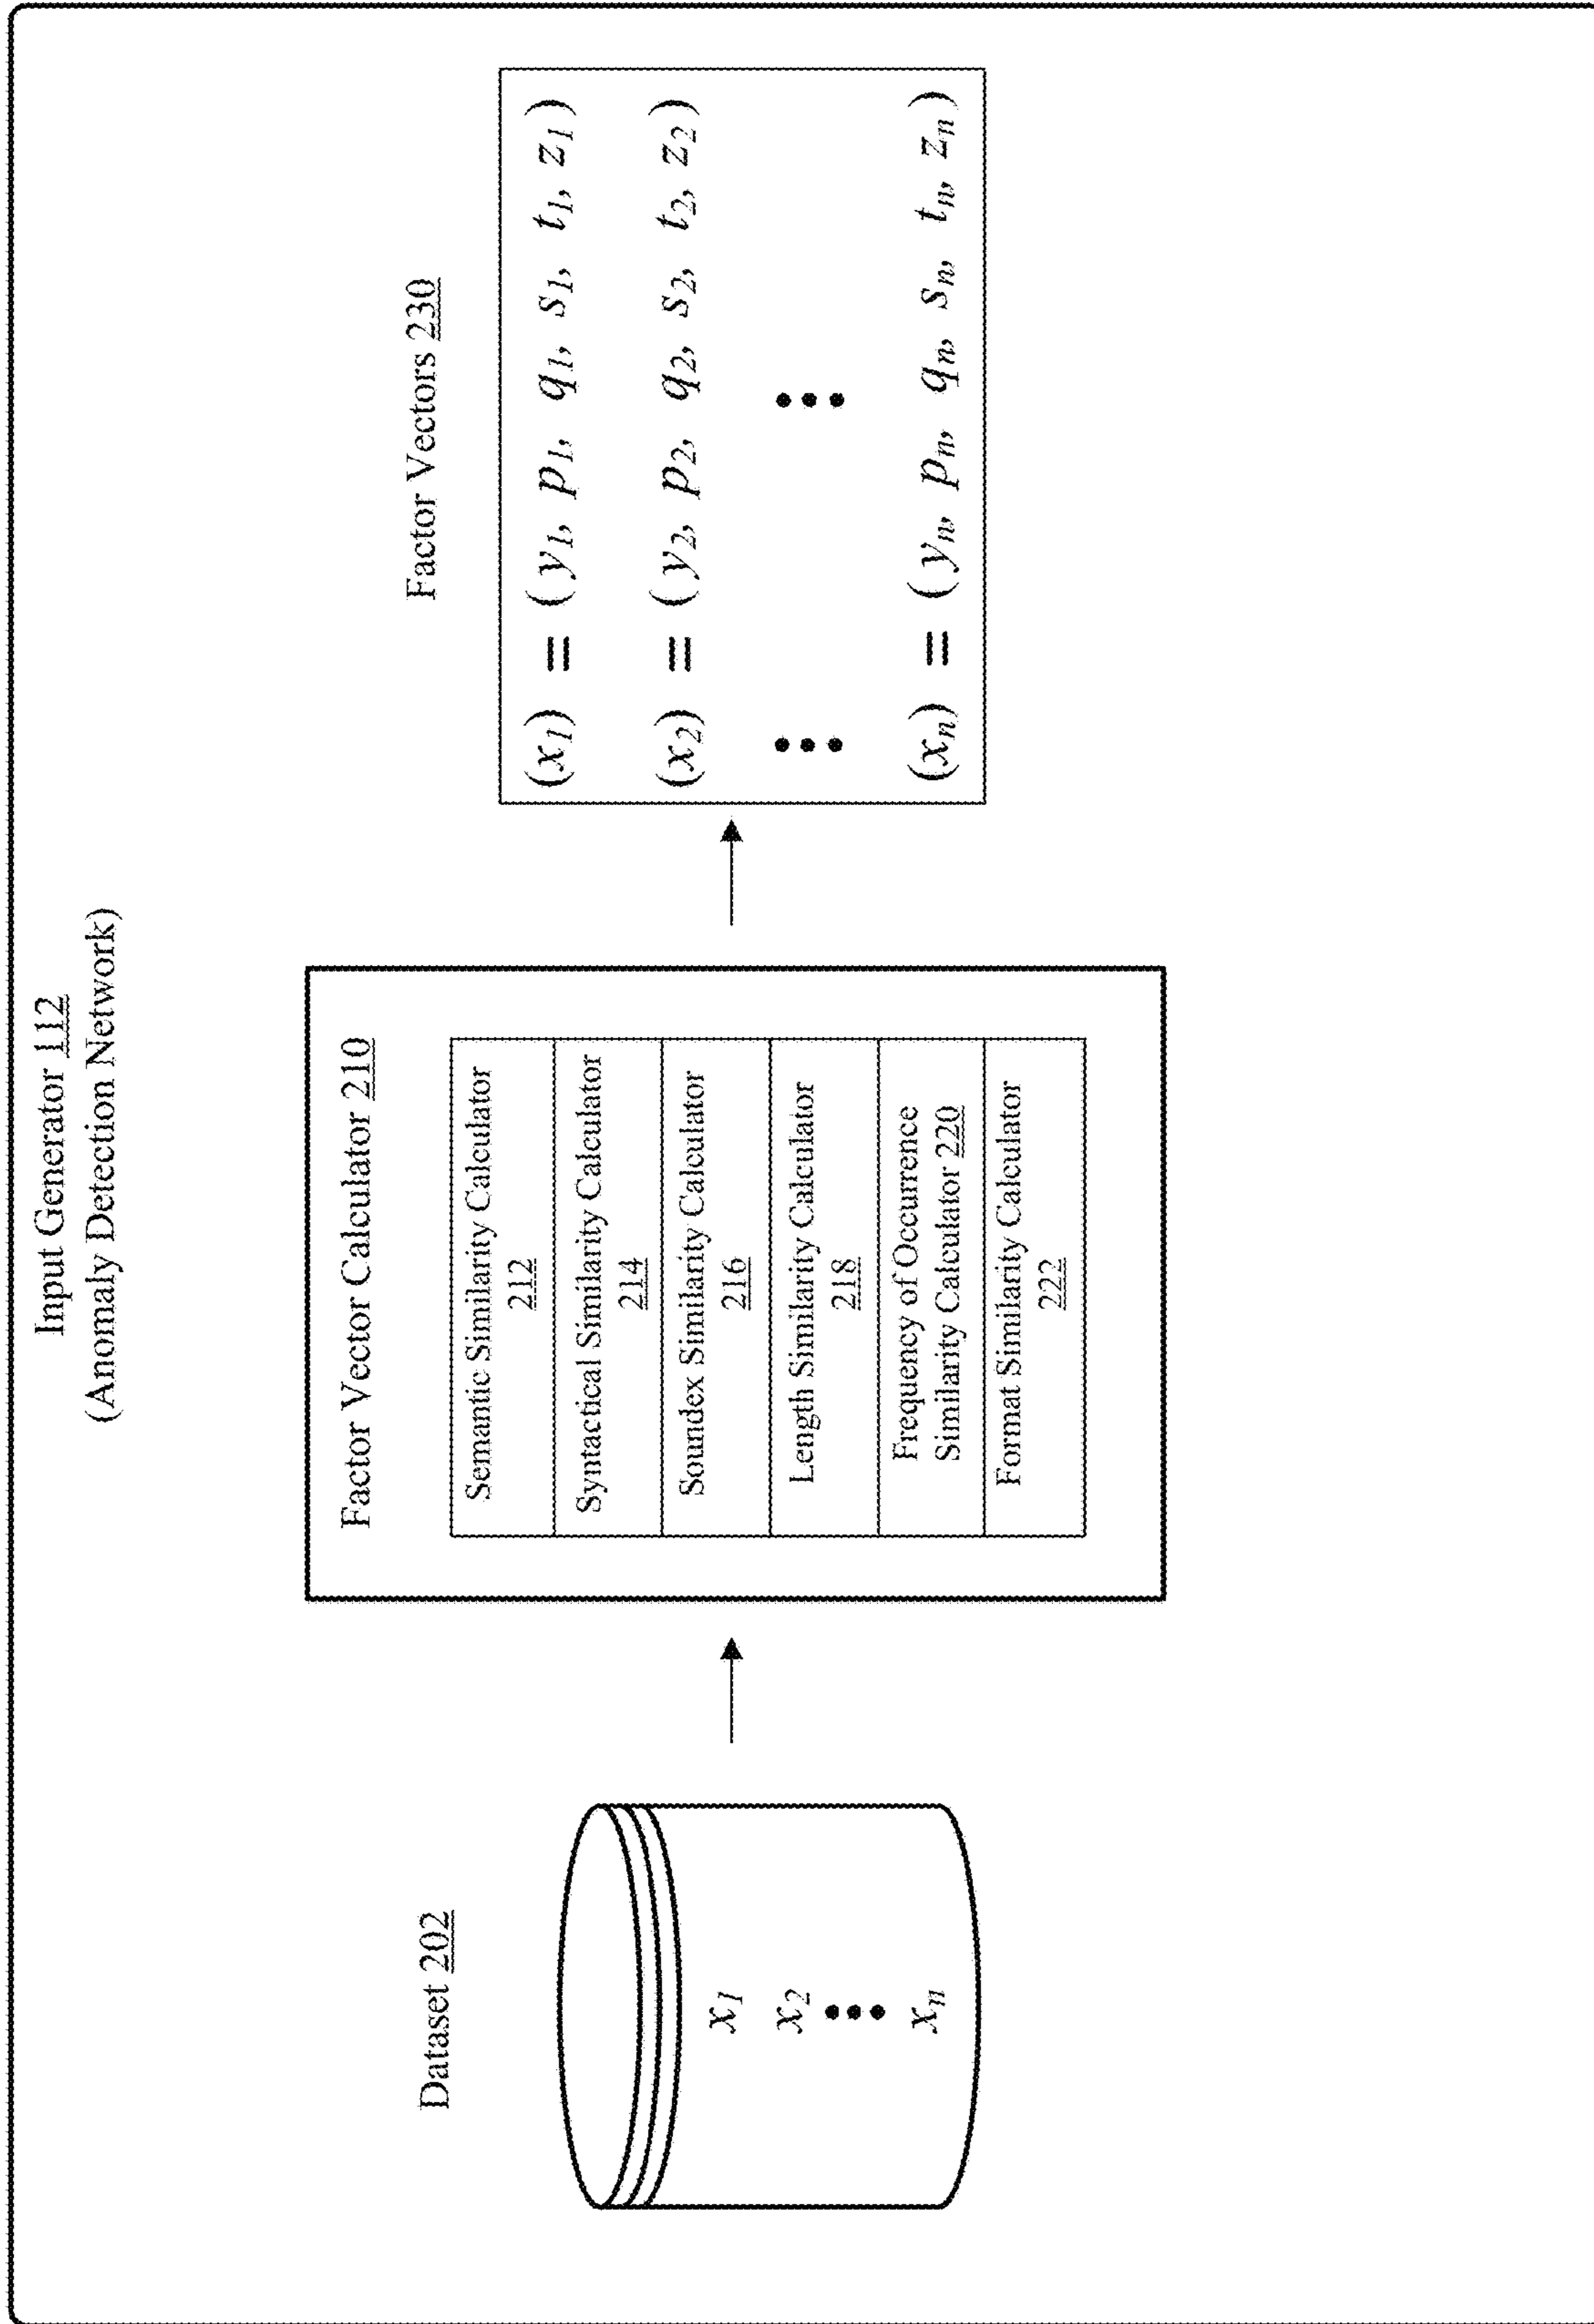 Input Generator 112
(Anomaly Detection Network)
Dataset 202
x1
x2
xn
Factor Vector Calculator 210
Semantic Similarity Calculator
212
Syntactical Similarity Calculator
214
Soundex Similarity Calculator
216
Length Similarity Calculator
218
Frequency of Occurrence
Similarity Calculator 220
Format Similarity Calculator
222
Factor Vectors 230
(x1) = (y1, p1, q1, s1, t1, z1)
(x2) = (y2, p2, q2, s2, t2, z2)
(xn) = (yn, pn, qn, sn, tn, zn)